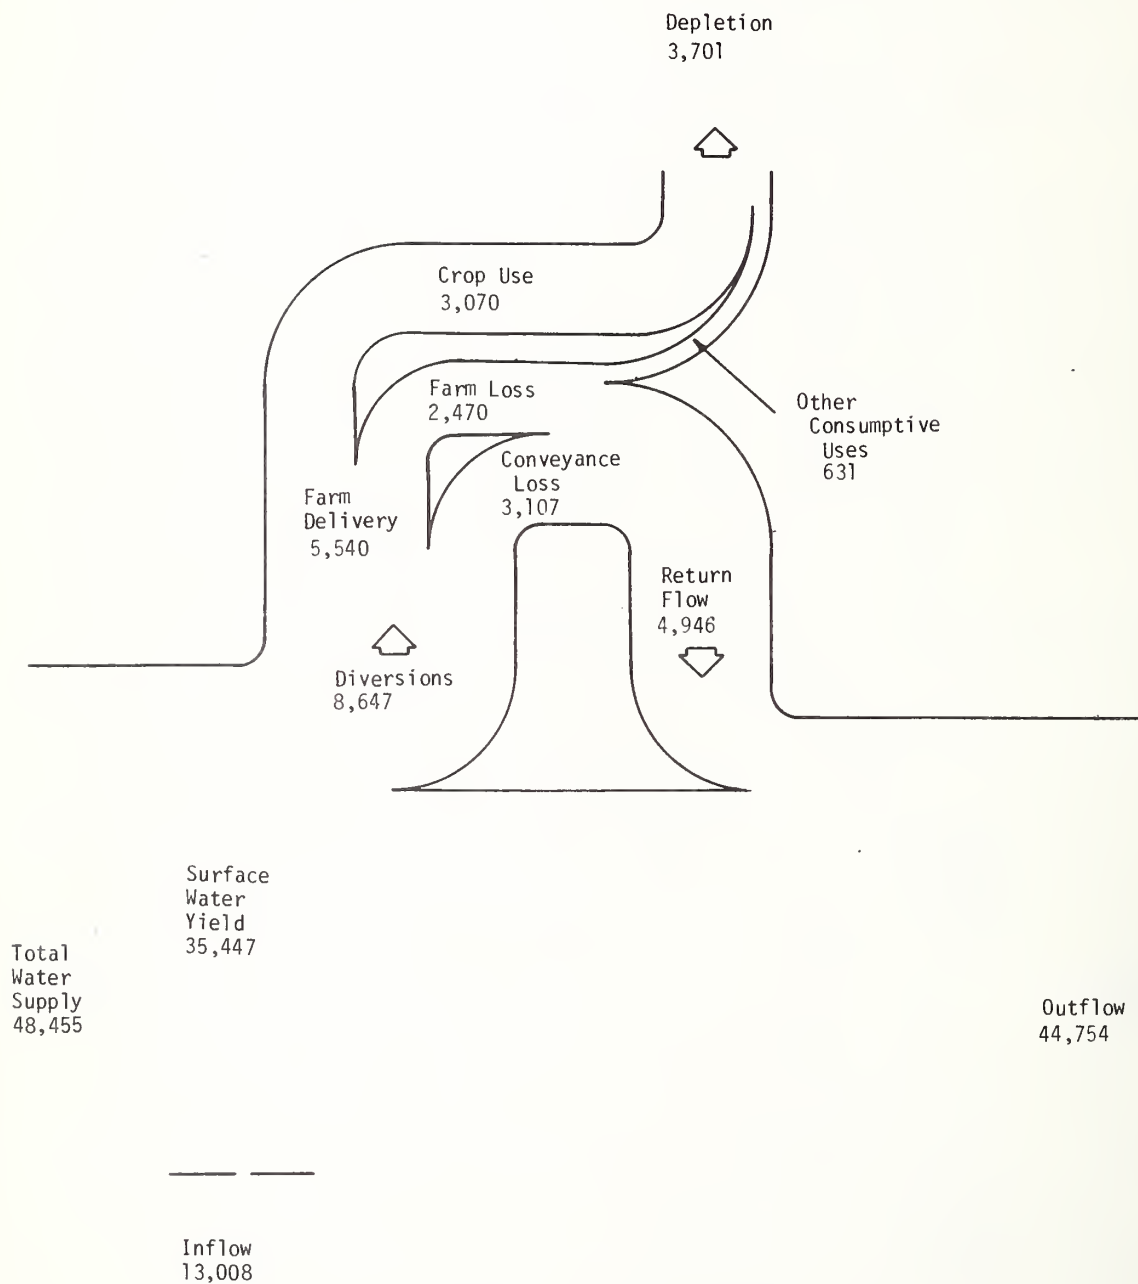 Depletion
3,701
Crop Use
3,070
Farm Loss
2,470
Other
Consumptive
Uses
631
Conveyance
Loss
3,107
Farm
Delivery
5,540
Return
Flow
4,946
Diversions
8,647
Surface
Water
Yield
35,447
Total
Water
Supply
48,455
Outflow
44,754
Inflow
13,008